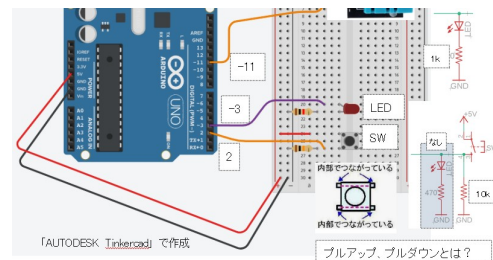 AREF
GND
13
12
~11
~10
~9
8
IOREF
RESET
3.3V
5V
GND
GND
Vin
POWER
A0
A1
A2
A3
A4
A5
ANALOG IN
ARDUINO
UNO
DIGITAL (PWM~)
7
4
2
TX→1
RX←0
-11
-3
2
LED
SW
LED
1k
GND
内部でつながっている
内部でつながっている
+5V
なし
LED
470
GND
GND
10k
「AUTODESK Tinkercad」で作成
プルアップ、プルダウンとは？